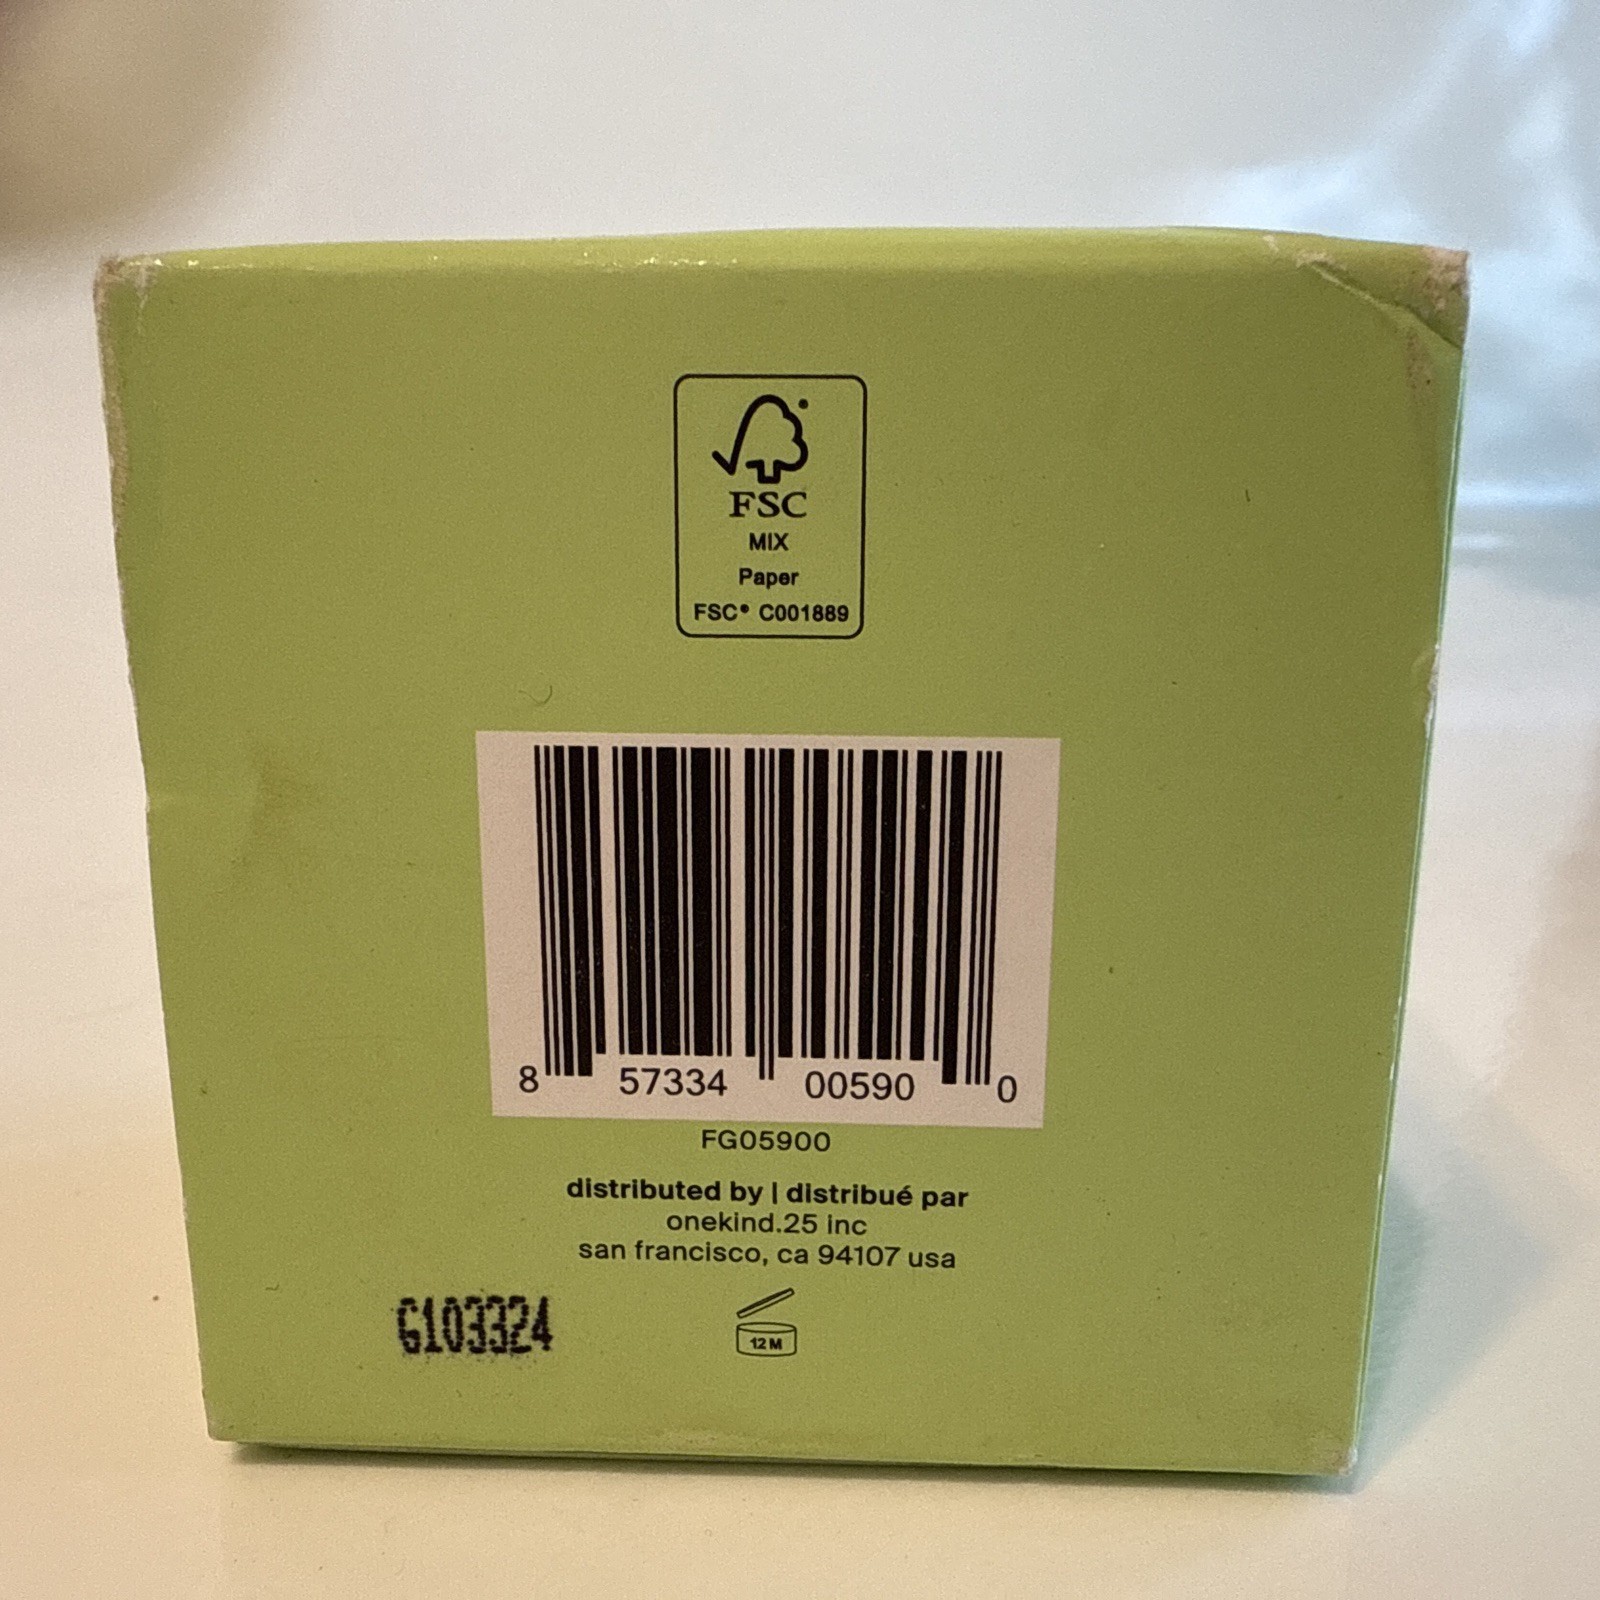 FSC
MIX
Paper
FSC® C001889
8 57334 00590 0
FG05900
distributed by | distribué par
onekind.25 inc
san francisco, ca 94107 usa
G103324
12M